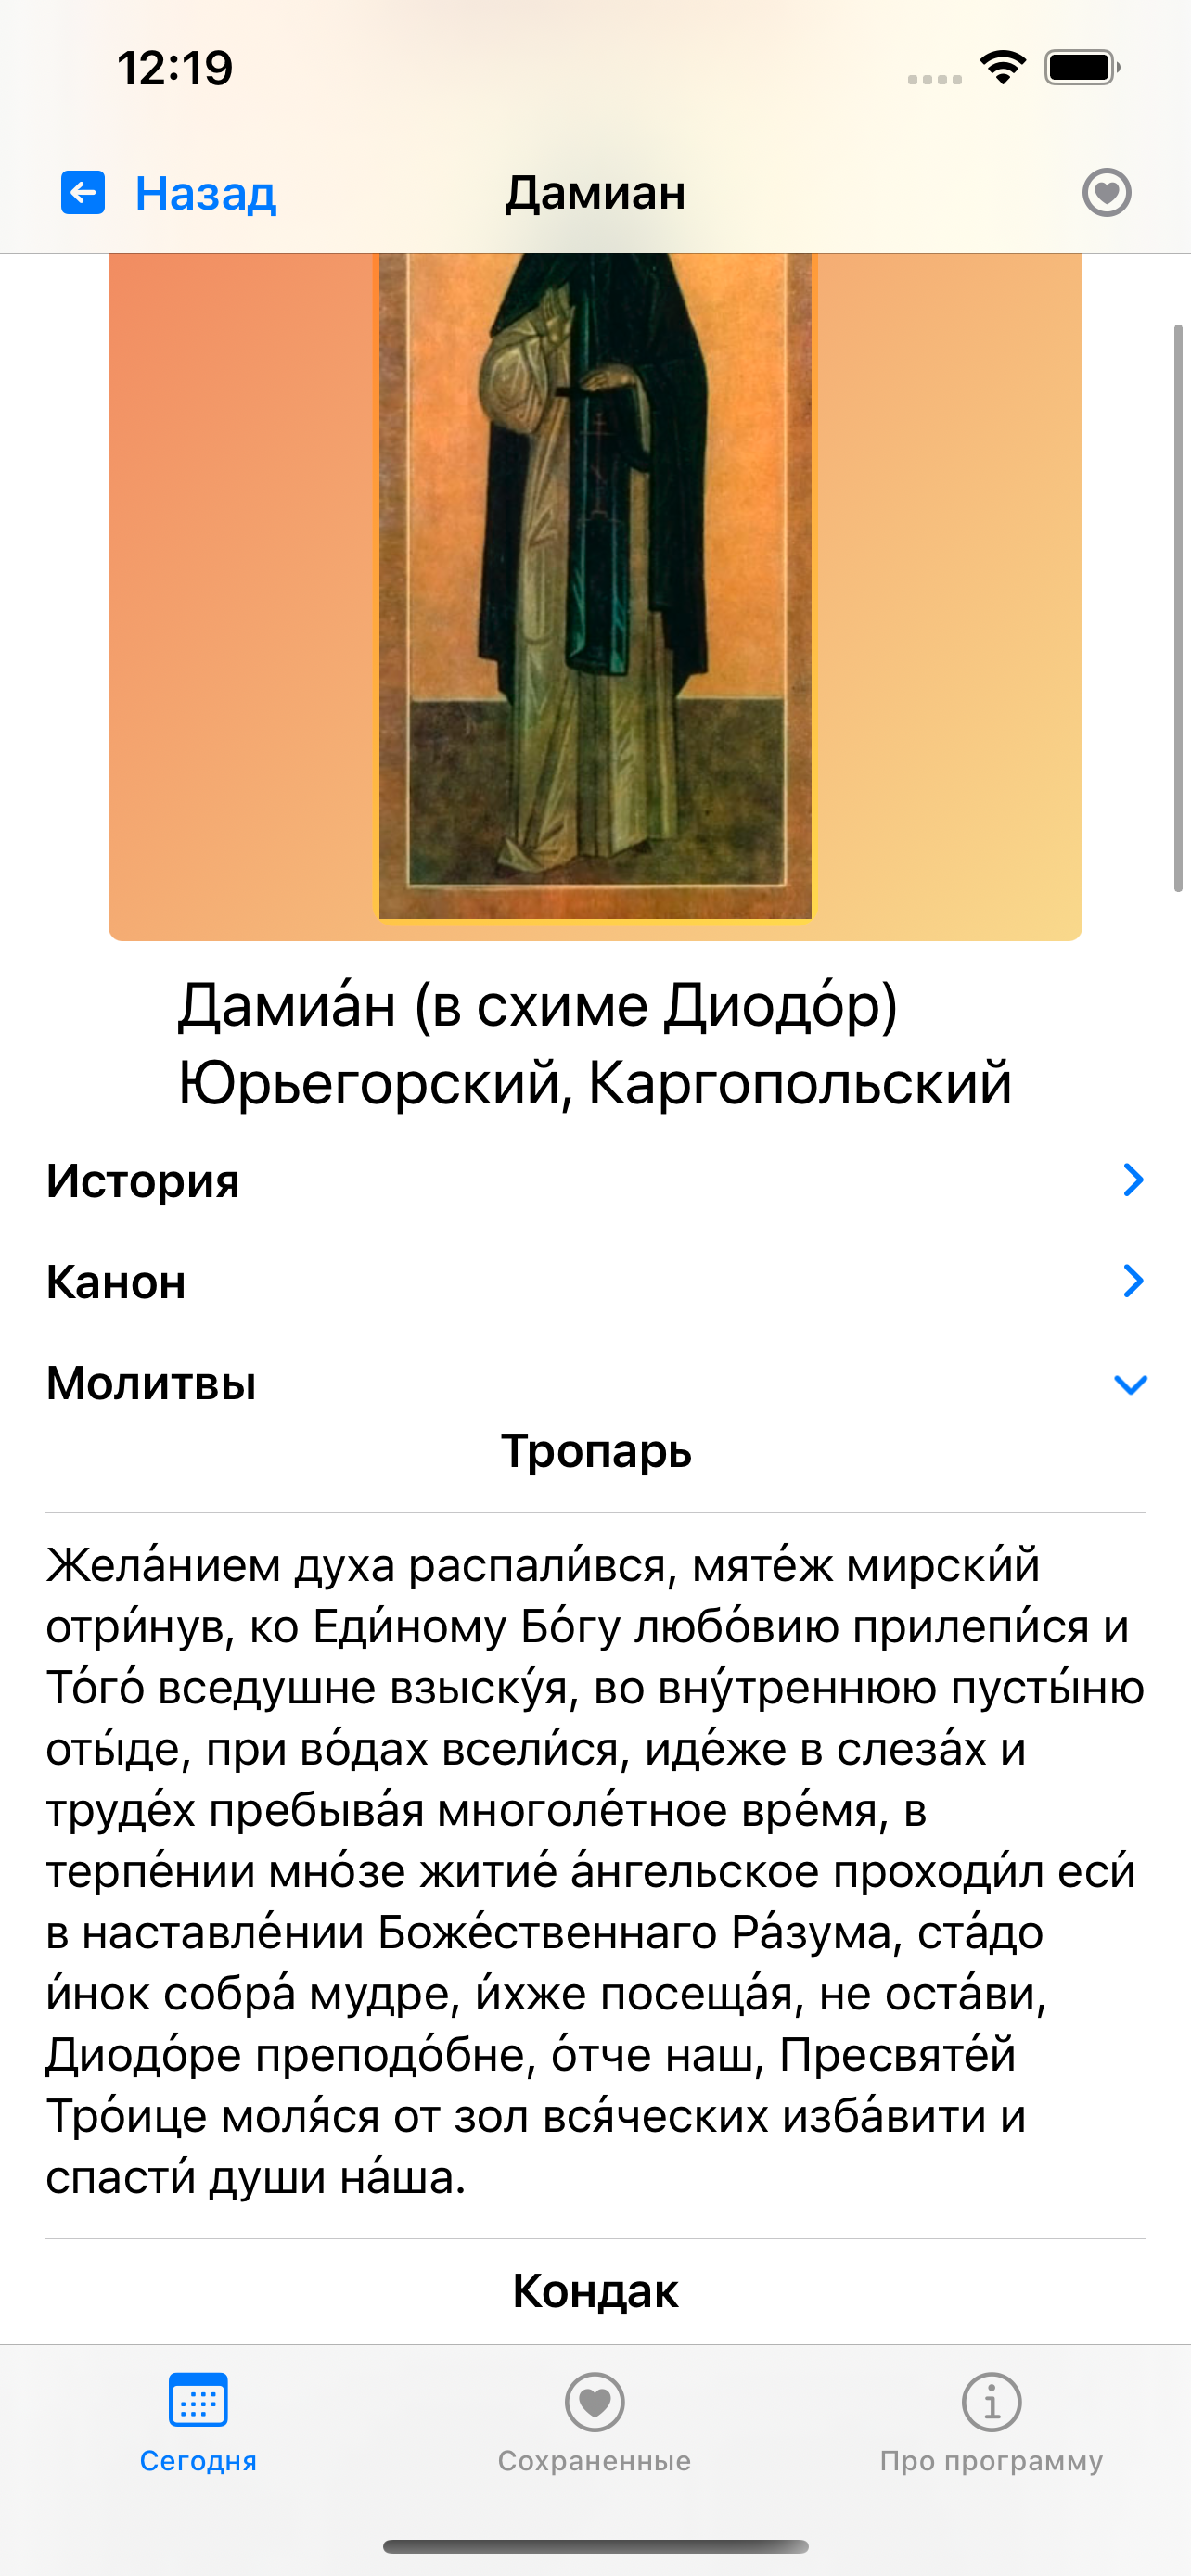 12:19
Назад
Дамиан
Дамиа́н (в схиме Диодо́р)
Юрьегорский, Каргопольский
История
Канон
Молитвы
Тропарь
Жела́нием духа распали́вся, мяте́ж мирски́й
отри́нув, ко Еди́ному Бо́гу любо́вию прилепи́ся и
То́го́ вседушне взыску́я, во вну́треннюю пусты́ню
оты́де, при во́дах всели́ся, иде́же в слеза́х и
труде́х пребыва́я многоле́тное вре́мя, в
терпе́нии мно́зе житие́ а́нгельское проходи́л еси́
в наставле́нии Боже́ственнаго Ра́зума, ста́до
и́нок собра́ мудре, и́хже посеща́я, не оста́ви,
Диодо́ре преподо́бне, о́тче наш, Пресвяте́й
Тро́ице моля́ся от зол вся́ческих изба́вити и
спасти́ души на́ша.
Кондак
Сегодня
Сохраненные
Про программу